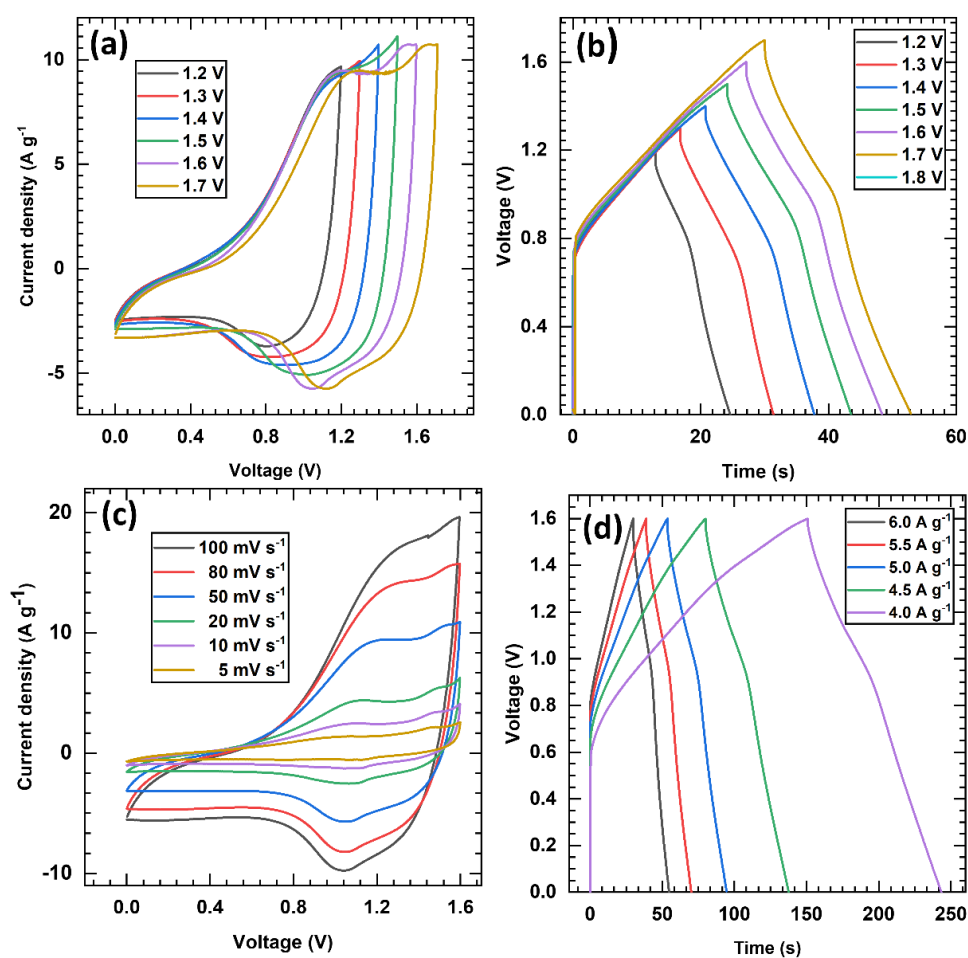 (a)
1.2 V
1.3 V
1.4 V
1.5 V
1.6 V
1.7 V
10
5
0
-5
Current density (A g-1)
0.0 0.4 0.8 1.2 1.6
Voltage (V)
(b)
1.2 V
1.3 V
1.4 V
1.5 V
1.6 V
1.7 V
1.8 V
1.6
1.2
0.8
0.4
0.0
Voltage (V)
0 20 40 60
Time (s)
(c)
100 mV s-1
80 mV s-1
50 mV s-1
20 mV s-1
10 mV s-1
5 mV s-1
20
10
0
-10
Current density (A g-1)
0.0 0.4 0.8 1.2 1.6
Voltage (V)
(d)
6.0 A g-1
5.5 A g-1
5.0 A g-1
4.5 A g-1
4.0 A g-1
1.6
1.4
1.2
1.0
0.8
0.6
0.4
0.2
0.0
Voltage (V)
0 50 100 150 200 250
Time (s)